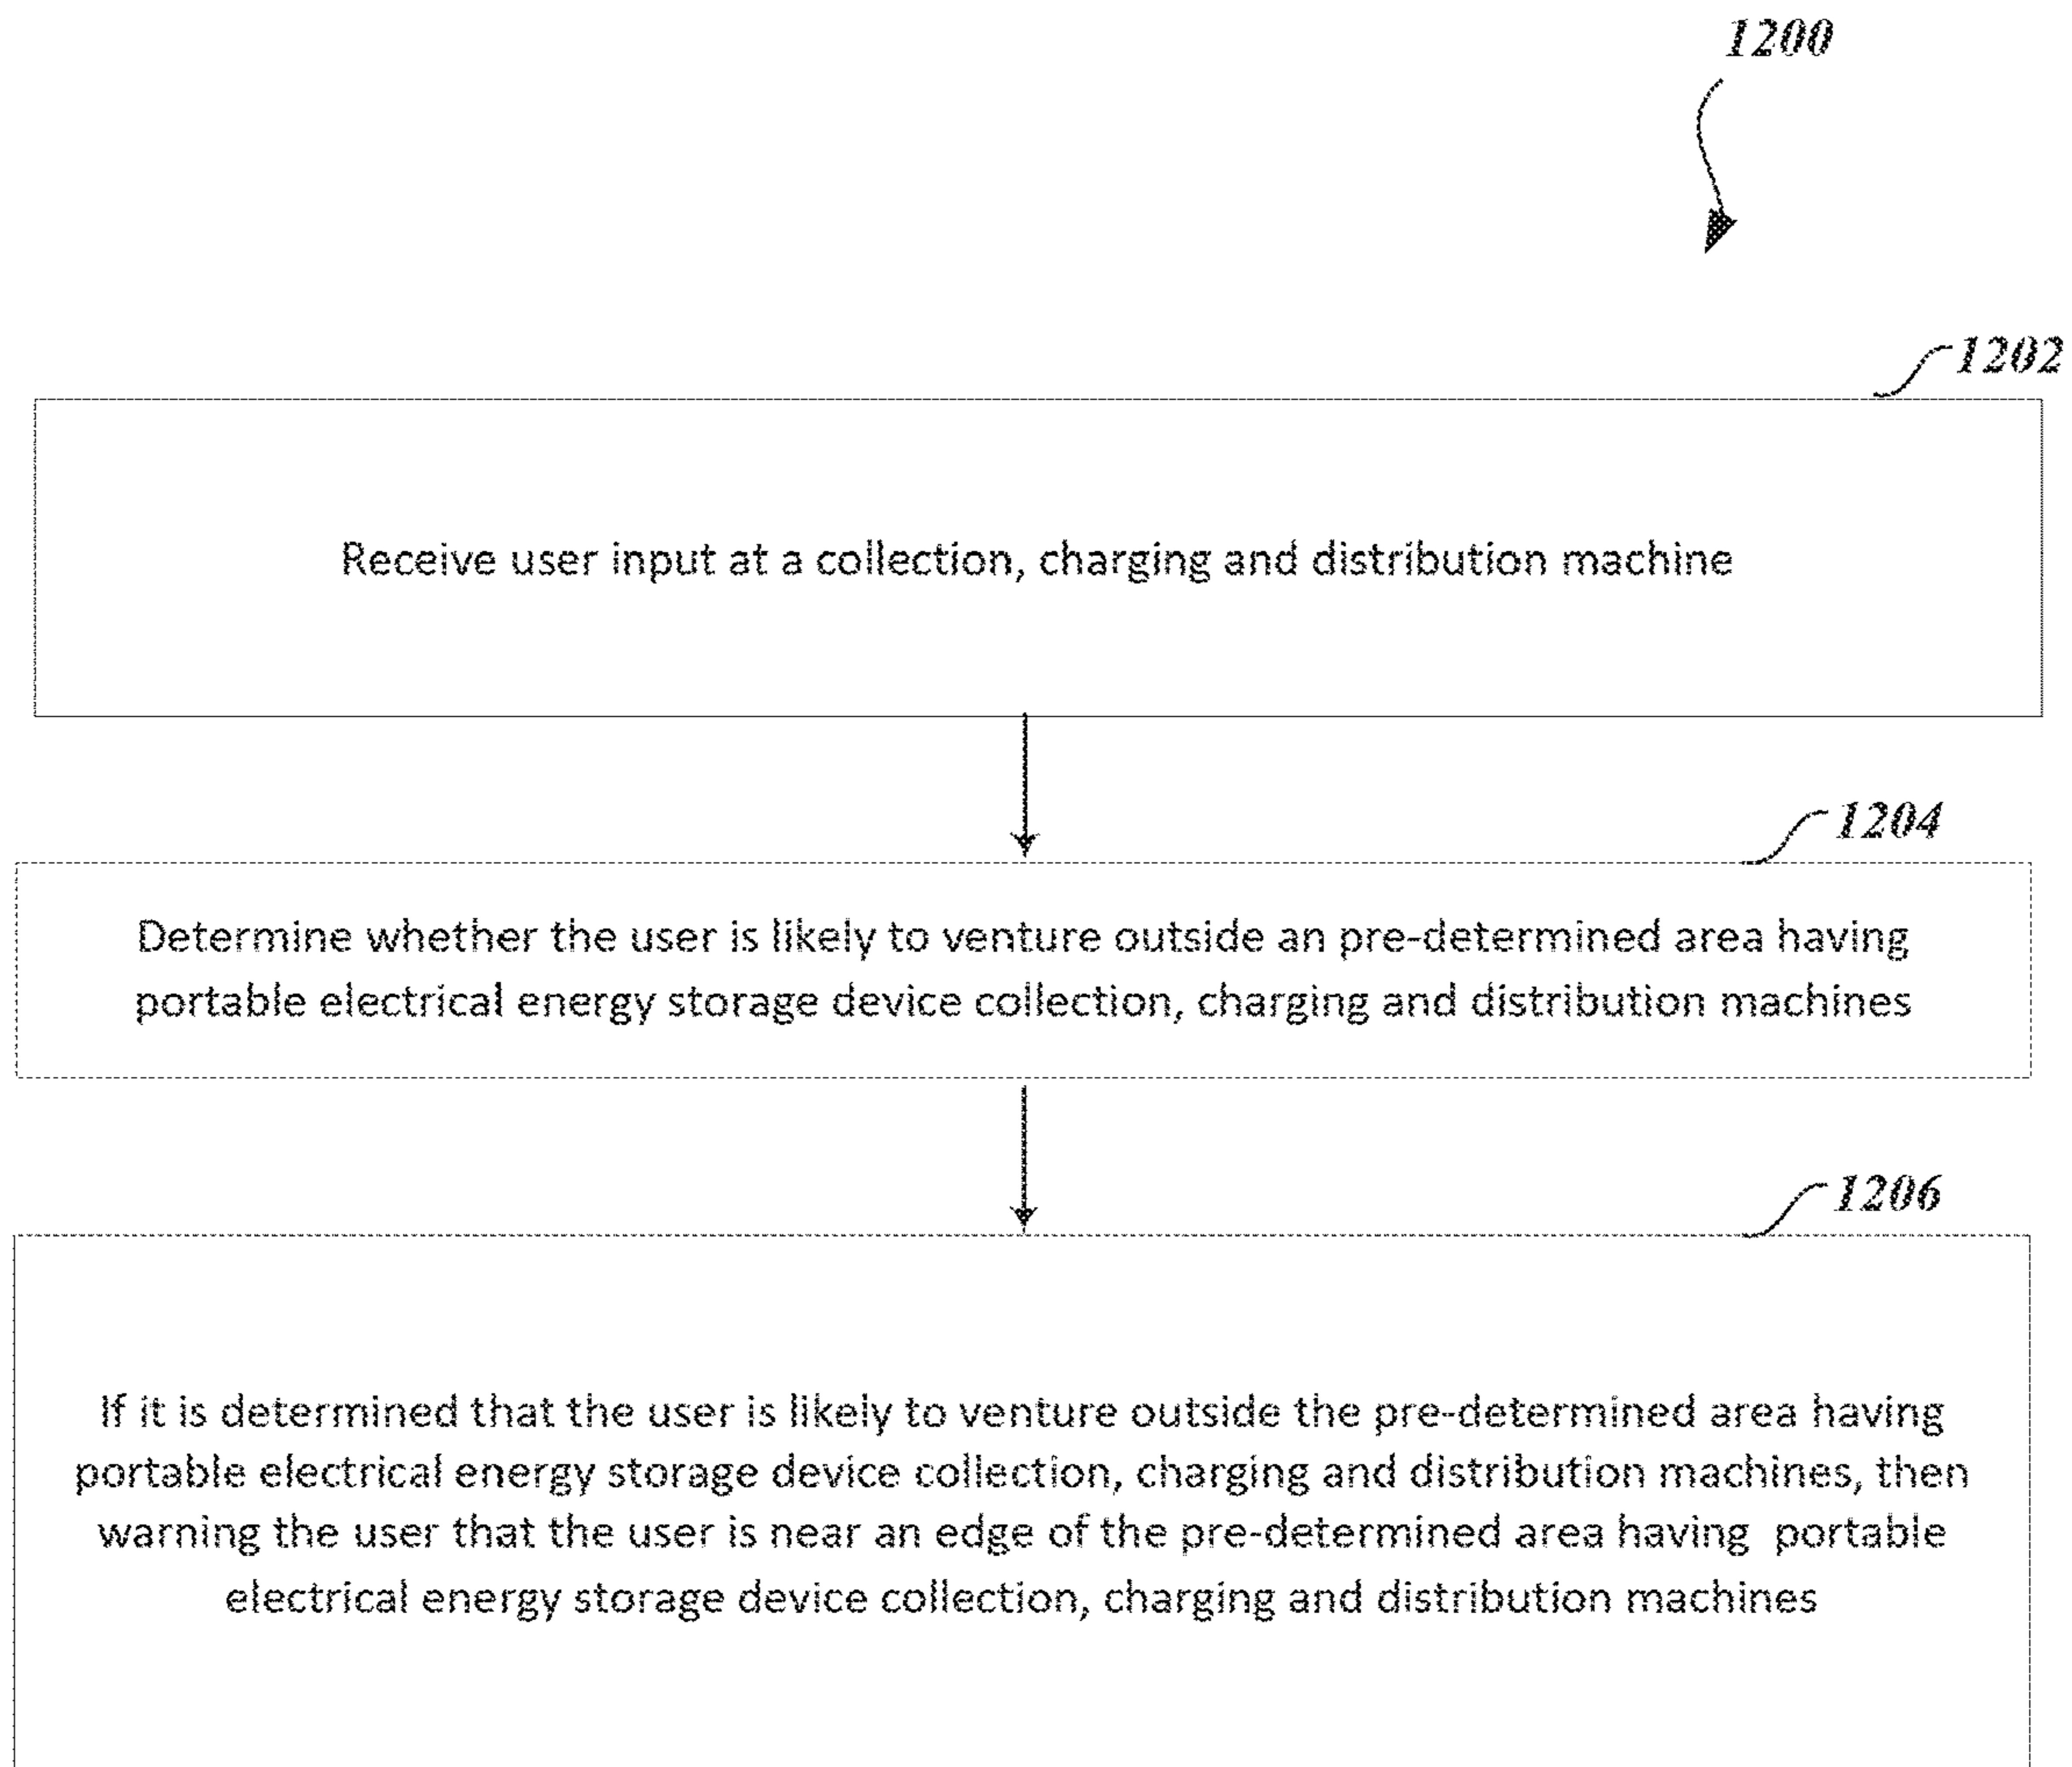 1200
1202
Receive user input at a collection, charging and distribution machine
1204
Determine whether the user is likely to venture outside an pre-determined area having
portable electrical energy storage device collection, charging and distribution machines
1206
If it is determined that the user is likely to venture outside the pre-determined area having
portable electrical energy storage device collection, charging and distribution machines, then
warning the user that the user is near an edge of the pre-determined area having portable
electrical energy storage device collection, charging and distribution machines